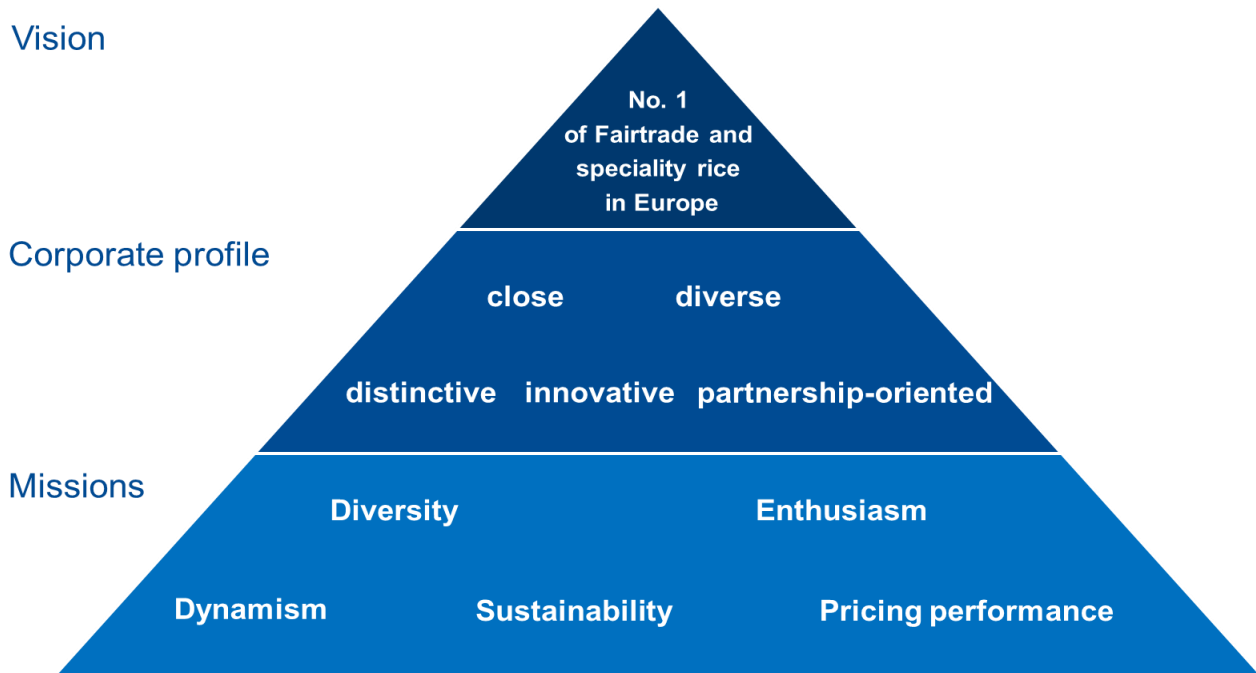 Vision
No. 1
of Fairtrade and
speciality rice
in Europe
Corporate profile
close diverse
distinctive innovative partnership-oriented
Missions
Diversity Enthusiasm
Dynamism Sustainability Pricing performance